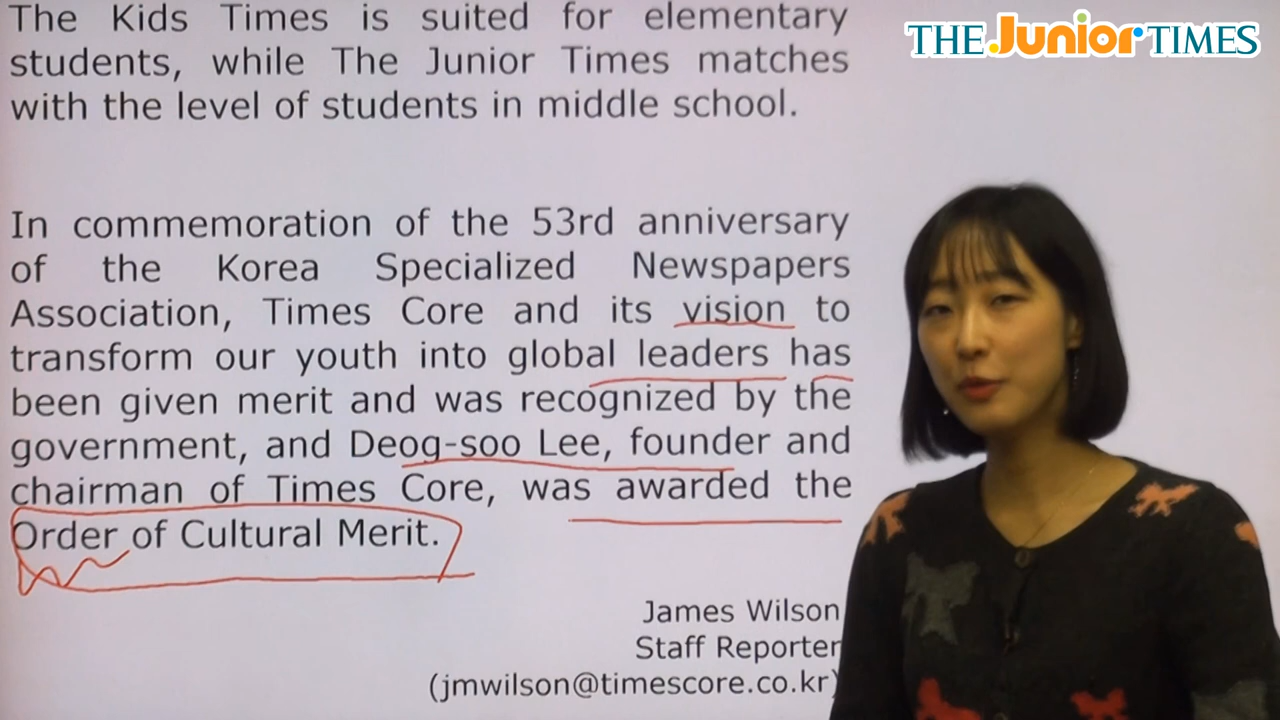 The Kids Times is suited for elementary
students, while The Junior Times matches
with the level of students in middle school.
In commemoration of the 53rd anniversary
of the Korea Specialized Newspapers
Association, Times Core and its vision to
transform our youth into global leaders has
been given merit and was recognized by the
government, and Deog-soo Lee, founder and
chairman of Times Core, was awarded the
Order of Cultural Merit.
James Wilson
Staff Reporter
(jmwilson@timescore.co.kr)
THE Junior TIMES